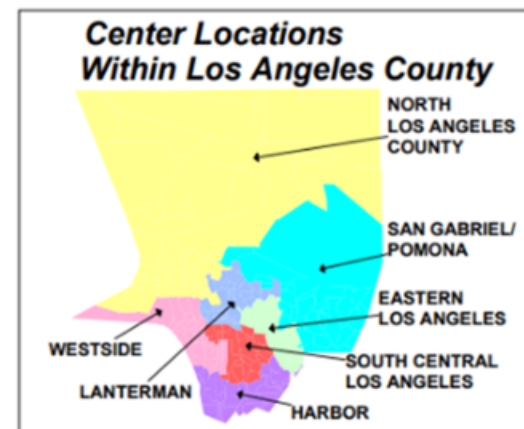 Center Locations
Within Los Angeles County
NORTH
LOS ANGELES
COUNTY
SAN GABRIEL/
POMONA
EASTERN
LOS ANGELES
WESTSIDE
SOUTH CENTRAL
LOS ANGELES
LANTERMAN
HARBOR